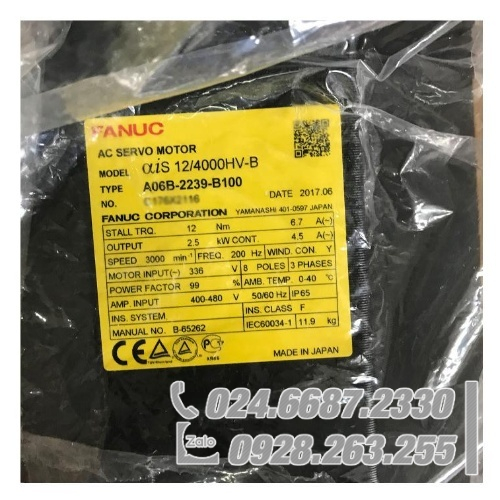 FANUC
AC SERVO MOTOR
MODEL αiS 12/4000HV-B
TYPE A06B-2239-B100
NO.
DATE 2017.06
FANUC CORPORATION YAMANASHI 401-0597 JAPAN
STALL TRQ. 12 Nm 6.7 A(~)
OUTPUT 2.5 kW CONT. 4.5 A(~)
SPEED 3000 min⁻¹ FREQ. 200 Hz WIND. CON. Y
MOTOR INPUT(~) 336 V 8 POLES 3 PHASES
POWER FACTOR 99 % AMB. TEMP. 0-40 °C
AMP. INPUT 400-480 V 50/60 Hz IP65
INS. SYSTEM INS. CLASS F
MANUAL NO. B-65262 IEC60034-1 11.9 kg
CE
MADE IN JAPAN
024.6687.2330
Zalo 0928.263.255